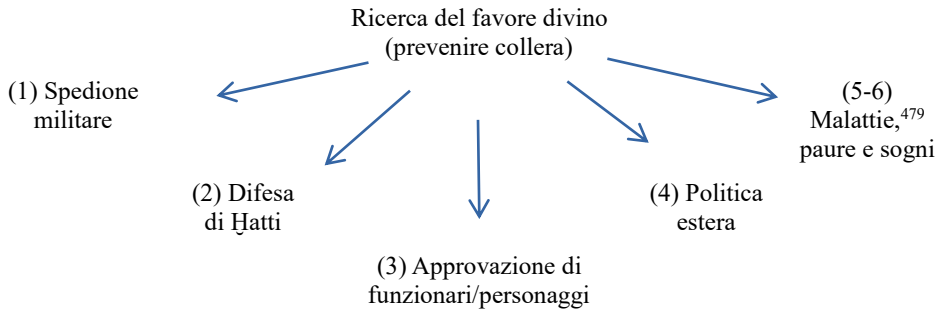 Ricerca del favore divino
(prevenire collera)
(1) Spedione
militare
(2) Difesa
di Ḫatti
(3) Approvazione di
funzionari/personaggi
(4) Politica
estera
(5-6)
Malattie,479
paure e sogni